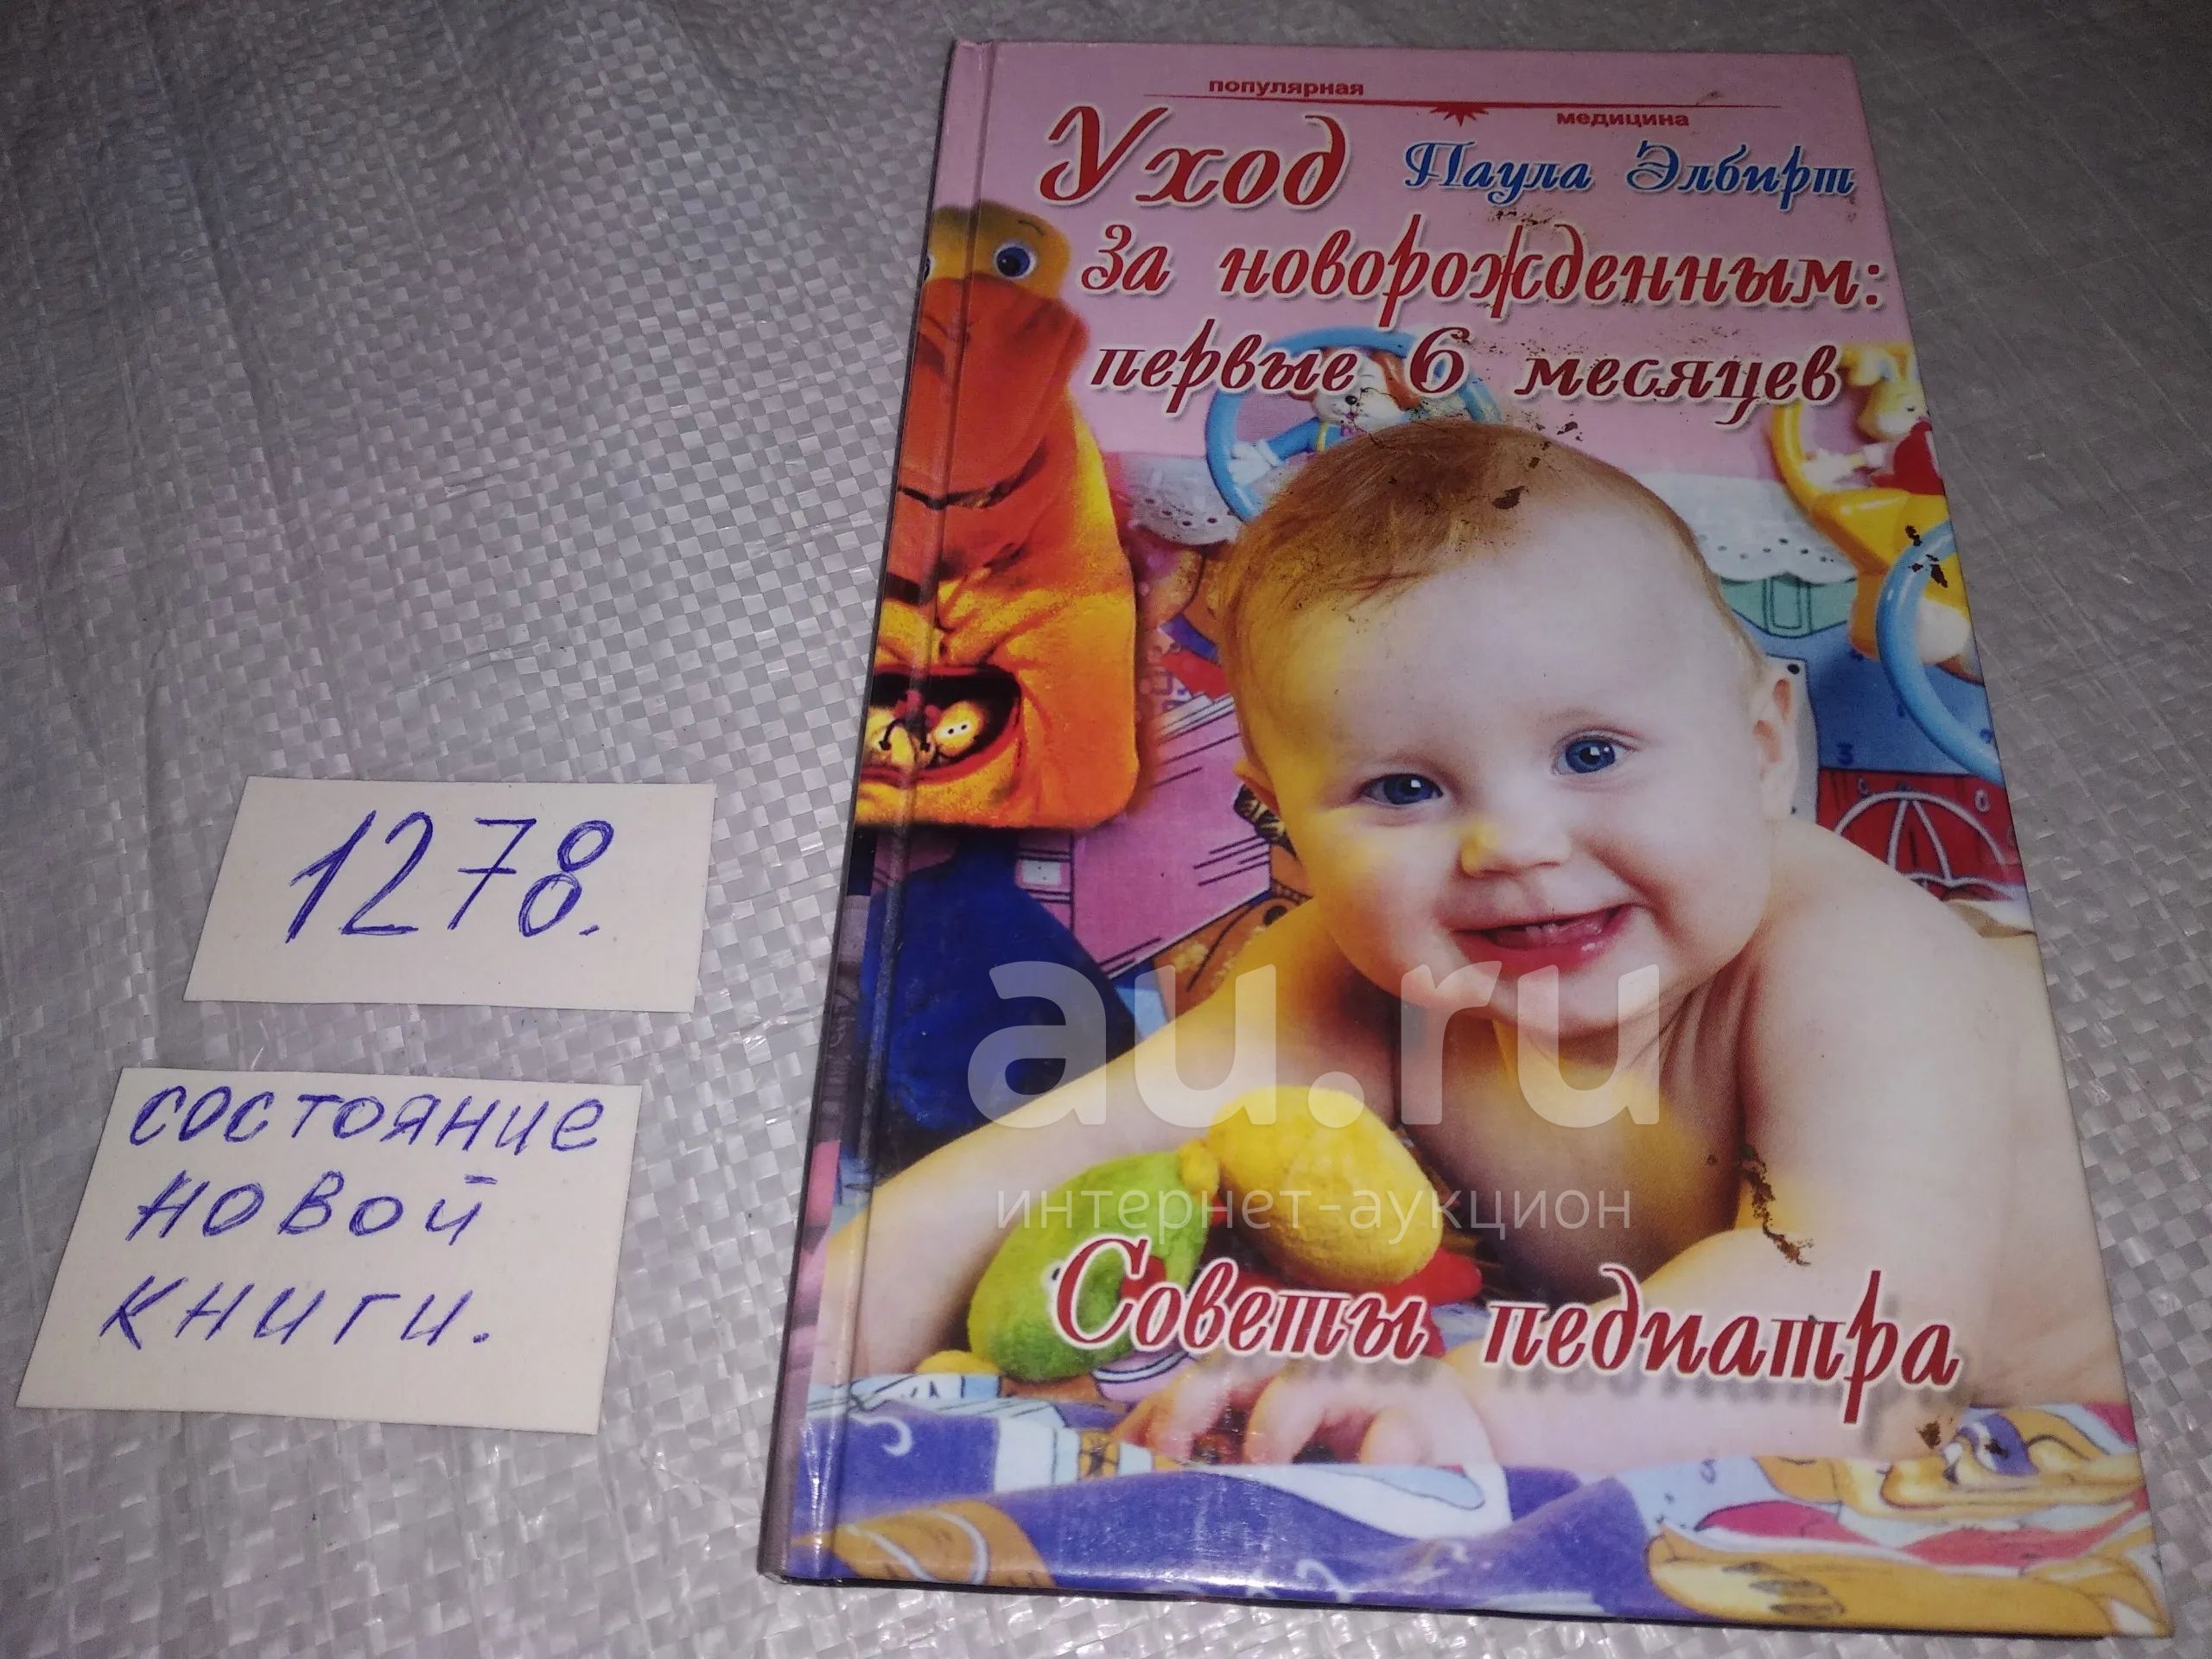 популярная
медицина
Уход Паула Элбирт
за новорожденным:
первые 6 месяцев
1278.
состояние
новой
книги.
au.ru
интернет-аукцион
Советы педиатра